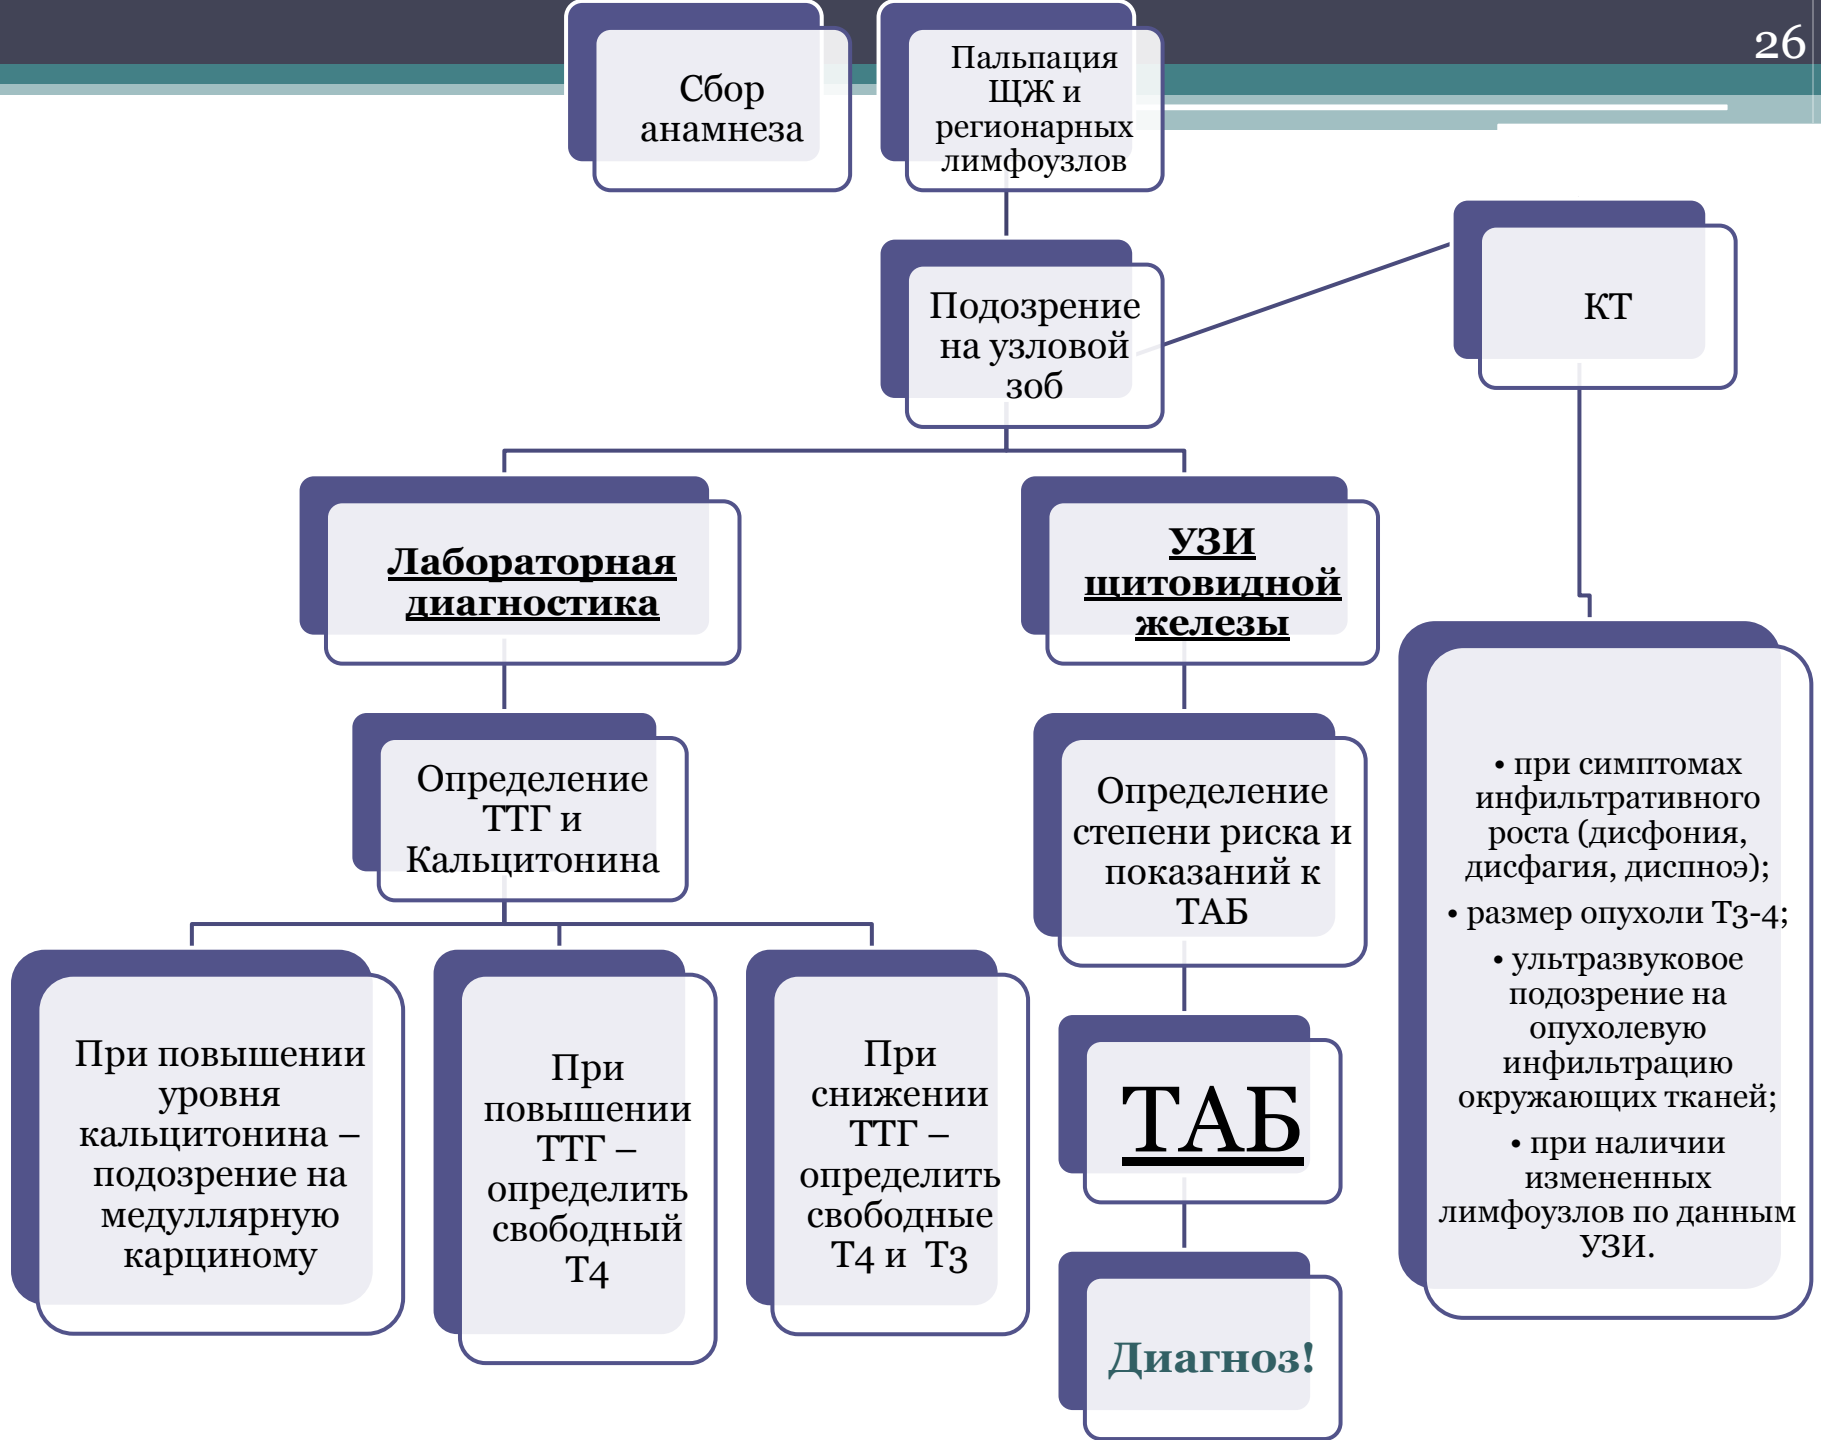 26
Сбор
анамнеза
Пальпация
ЩЖ и
регионарных
лимфоузлов
Подозрение
на узловой
зоб
КТ
Лабораторная
диагностика
УЗИ
щитовидной
железы
Определение
ТТГ и
Кальцитонина
Определение
степени риска и
показаний к
ТАБ
• при симптомах
инфильтративного
роста (дисфония,
дисфагия, диспноэ);
• размер опухоли Т3-4;
• ультразвуковое
подозрение на
опухолевую
инфильтрацию
окружающих тканей;
• при наличии
измененных
лимфоузлов по данным
УЗИ.
При повышении
уровня
кальцитонина –
подозрение на
медуллярную
карциному
При
повышении
ТТГ –
определить
свободный
Т4
При
снижении
ТТГ –
определить
свободные
Т4 и Т3
ТАБ
Диагноз!